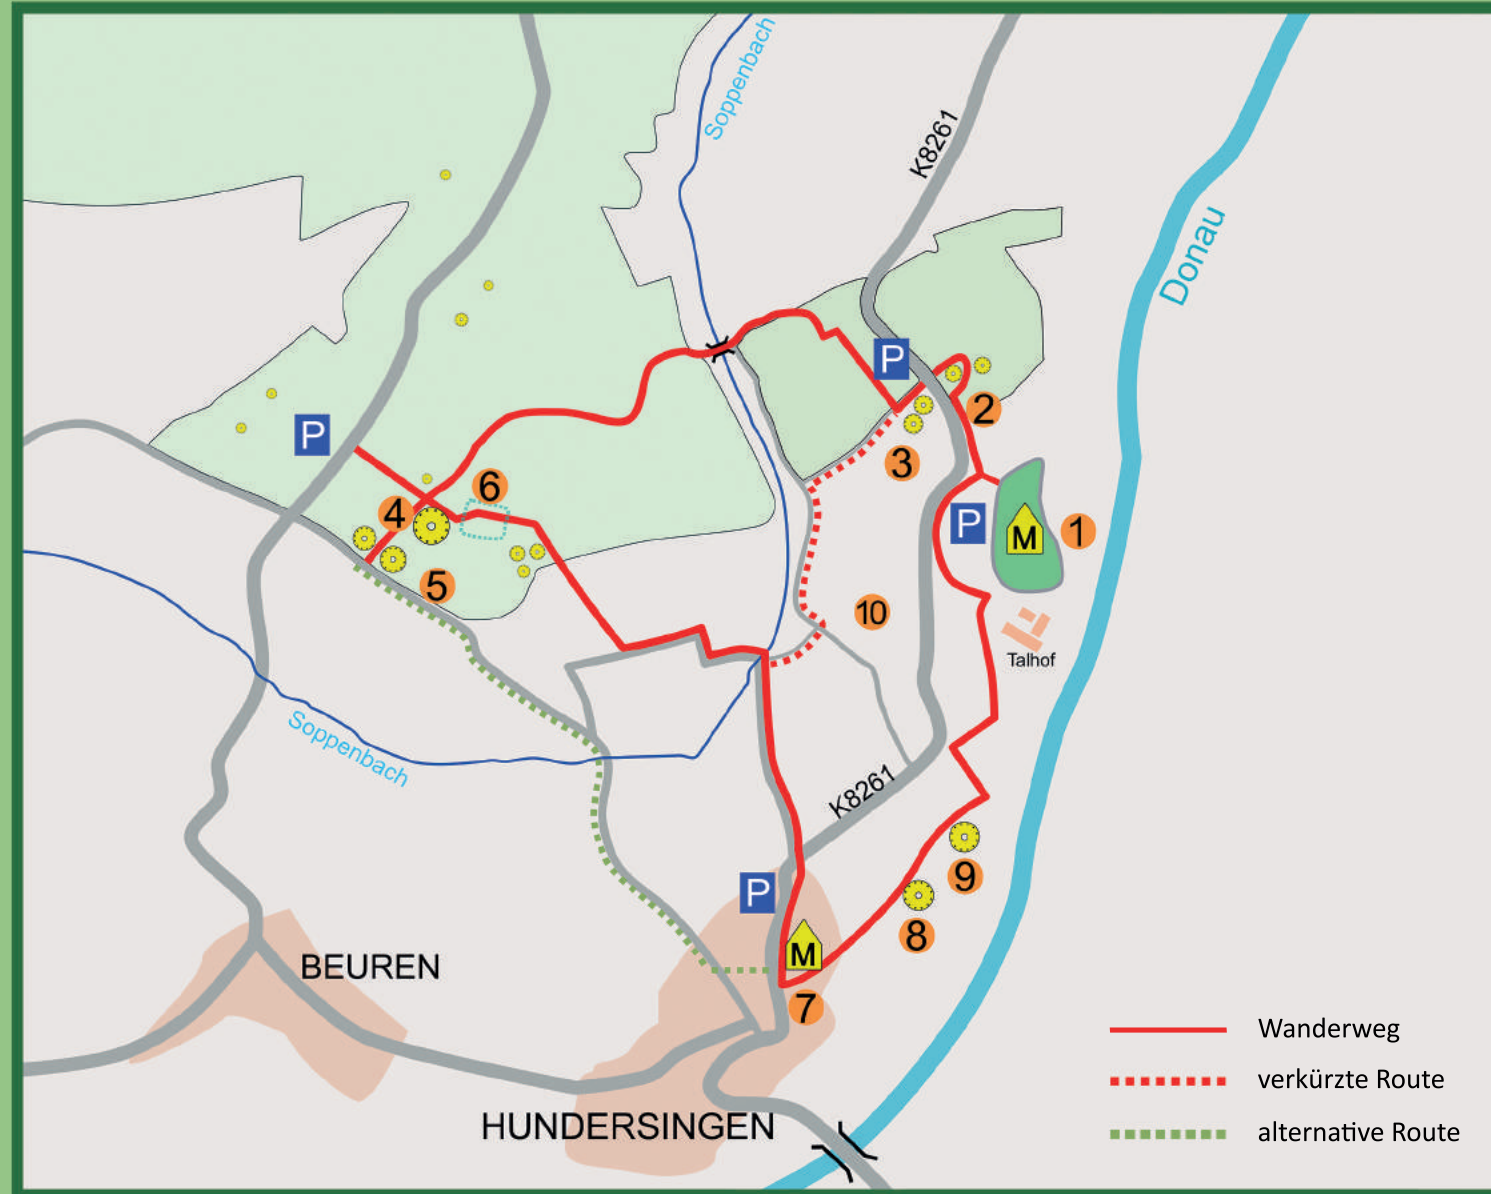 Soppenbach
K8261
Donau
P
P
2
3
6
4
P
M
1
5
10
Talhof
Soppenbach
K8261
9
P
8
M
7
BEUREN
HUNDERSINGEN
Wanderweg
verkürzte Route
alternative Route